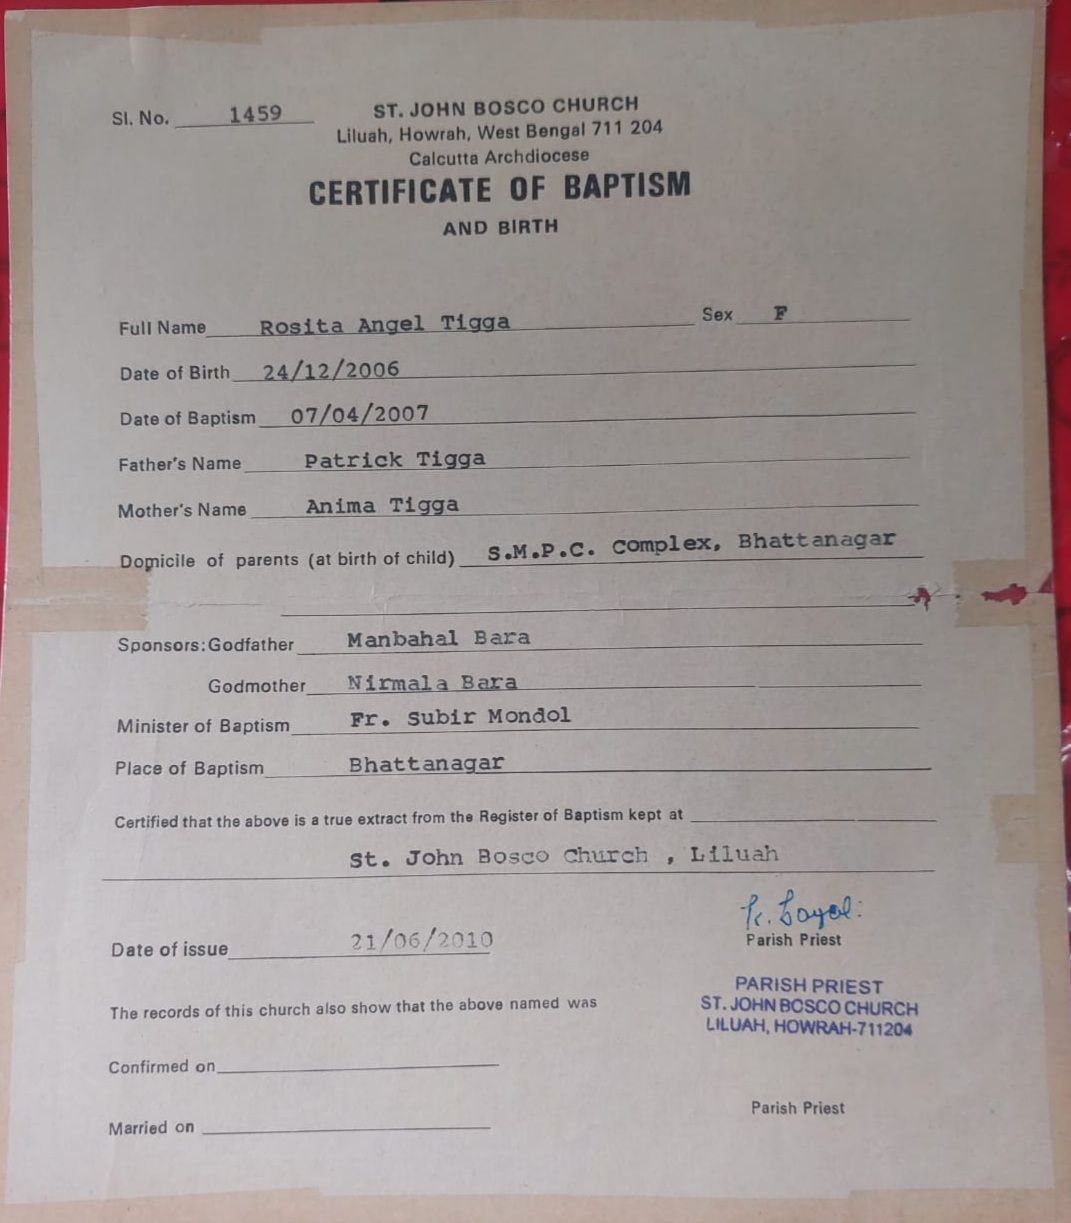 Sl. No. 1459
ST. JOHN BOSCO CHURCH
Liluah, Howrah, West Bengal 711 204
Calcutta Archdiocese
CERTIFICATE OF BAPTISM
AND BIRTH
Full Name Rosita Angel Tigga Sex F
Date of Birth 24/12/2006
Date of Baptism 07/04/2007
Father's Name Patrick Tigga
Mother's Name Anima Tigga
Domicile of parents (at birth of child) S.M.P.C. Complex, Bhattanagar
Sponsors: Godfather Manbahal Bara
Godmother Nirmala Bara
Minister of Baptism Fr. Subir Mondol
Place of Baptism Bhattanagar
Certified that the above is a true extract from the Register of Baptism kept at
St. John Bosco Church , Liluah
Date of issue 21/06/2010
Parish Priest
PARISH PRIEST
ST. JOHN BOSCO CHURCH
LILUAH, HOWRAH-711204
The records of this church also show that the above named was
Confirmed on
Parish Priest
Married on